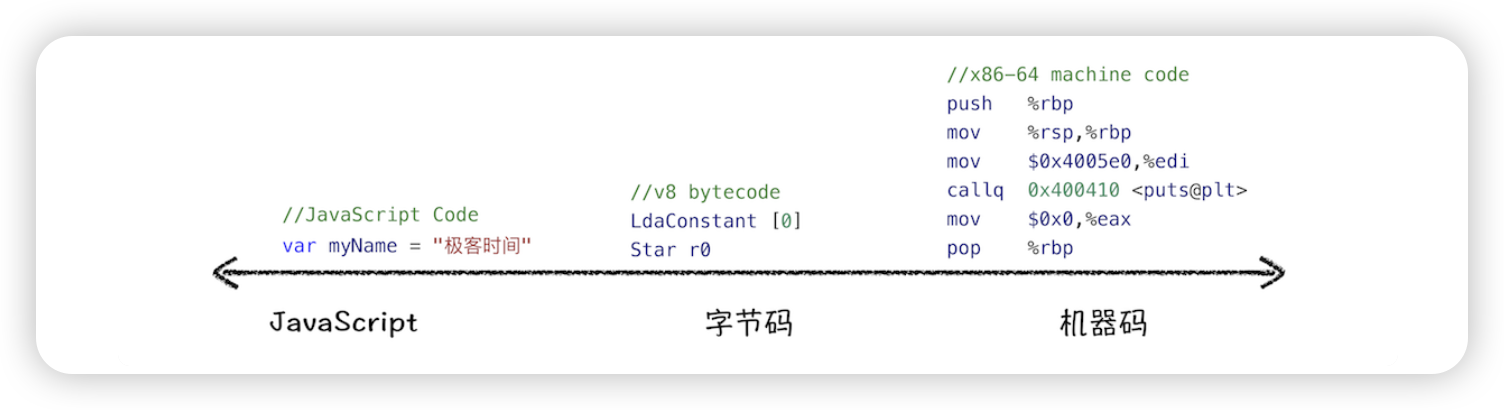 //JavaScript Code
var myName = "极客时间"
//v8 bytecode
LdaConstant [0]
Star r0
//x86-64 machine code
push %rbp
mov %rsp,%rbp
mov $0x4005e0,%edi
callq 0x400410 <puts@plt>
mov $0x0,%eax
pop %rbp
JavaScript
字节码
机器码